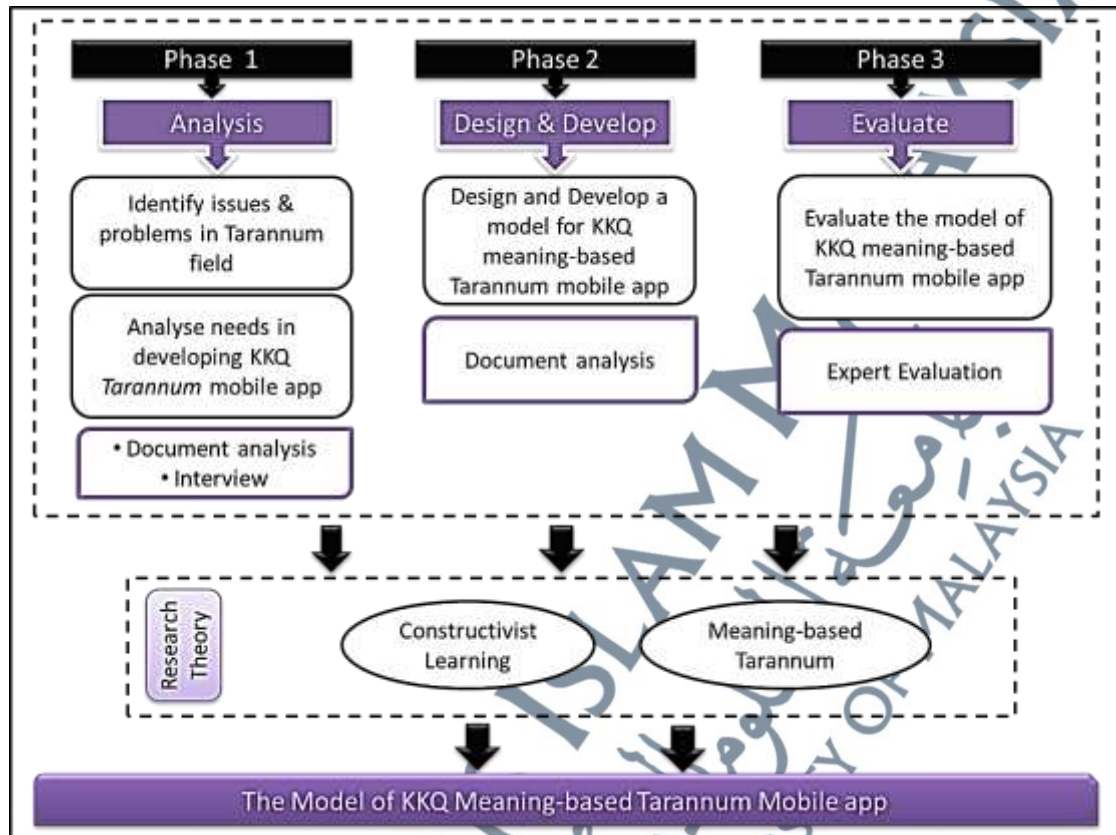 Phase 1
Analysis
Identify issues &
problems in Tarannum
field
Analyse needs in
developing KKQ
Tarannum mobile app
• Document analysis
• Interview
Phase 2
Design & Develop
Design and Develop a
model for KKQ
meaning-based
Tarannum mobile app
Document analysis
Phase 3
Evaluate
Evaluate the model of
KKQ meaning-based
Tarannum mobile app
Expert Evaluation
Research
Theory
Constructivist
Learning
Meaning-based
Tarannum
The Model of KKQ Meaning-based Tarannum Mobile app
ISLAM
OF MALAYSIA